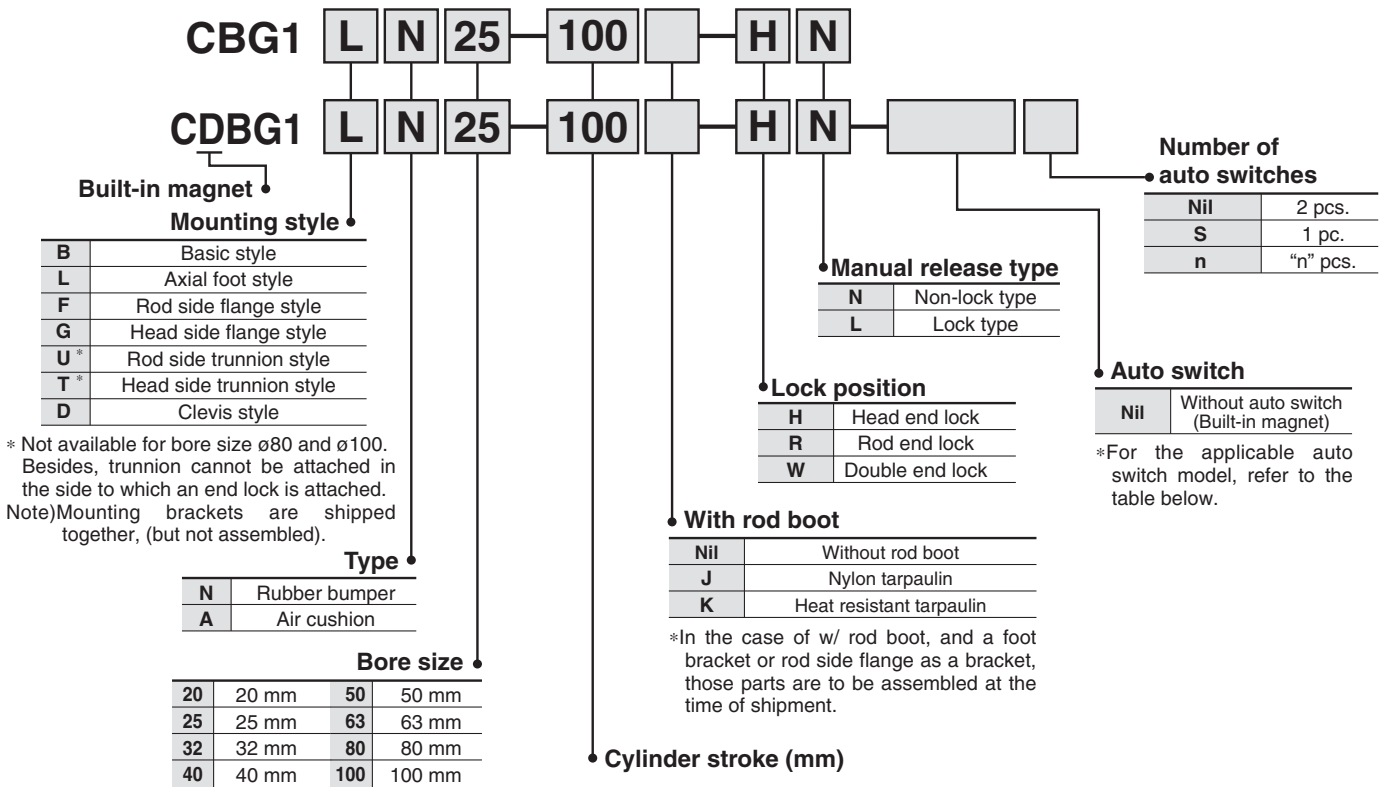 CBG1 L N 25 100 H N
CDBG1 L N 25 100 H N
Built-in magnet
Mounting style
B Basic style
L Axial foot style
F Rod side flange style
G Head side flange style
U * Rod side trunnion style
T * Head side trunnion style
D Clevis style
* Not available for bore size ø80 and ø100.
Besides, trunnion cannot be attached in
the side to which an end lock is attached.
Note)Mounting brackets are shipped
together, (but not assembled).
Type
N Rubber bumper
A Air cushion
Bore size
20 20 mm 50 50 mm
25 25 mm 63 63 mm
32 32 mm 80 80 mm
40 40 mm 100 100 mm
Cylinder stroke (mm)
With rod boot
Nil Without rod boot
J Nylon tarpaulin
K Heat resistant tarpaulin
*In the case of w/ rod boot, and a foot
bracket or rod side flange as a bracket,
those parts are to be assembled at the
time of shipment.
Lock position
H Head end lock
R Rod end lock
W Double end lock
Manual release type
N Non-lock type
L Lock type
Auto switch
Nil Without auto switch
(Built-in magnet)
*For the applicable auto
switch model, refer to the
table below.
Number of
auto switches
Nil 2 pcs.
S 1 pc.
n “n” pcs.